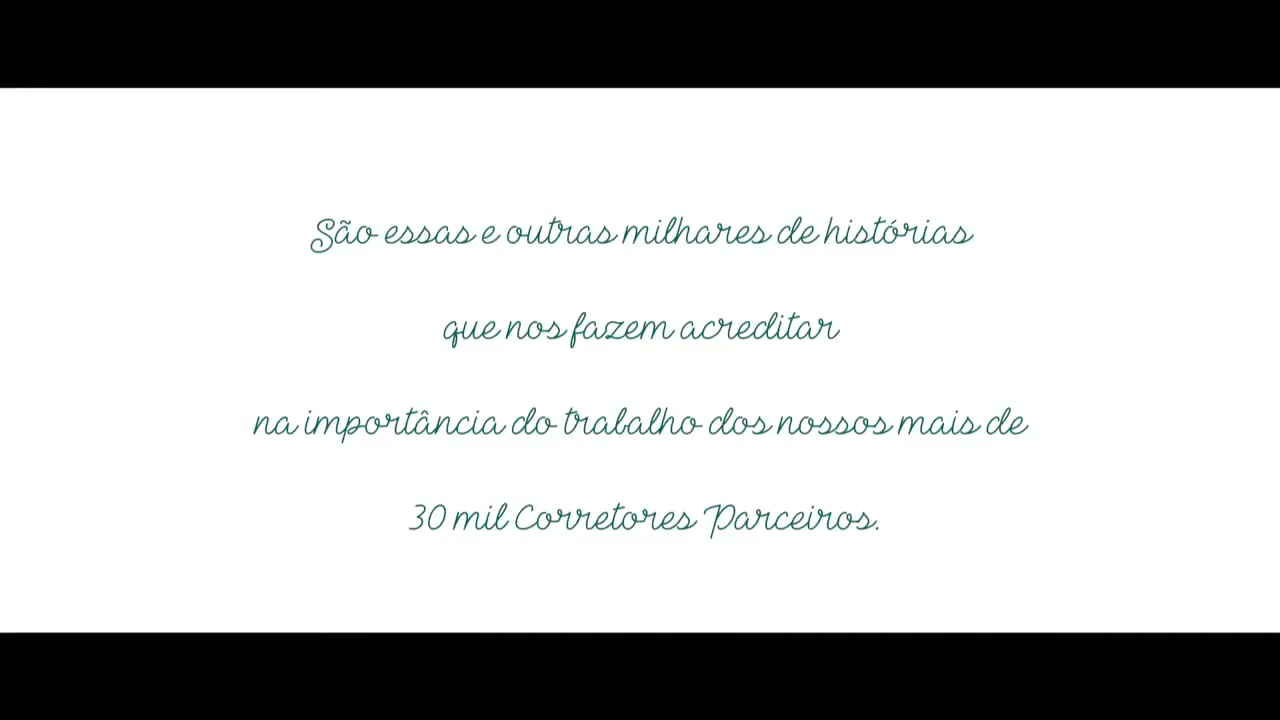 São essas e outras milhares de histórias
que nos fazem acreditar
na importância do trabalho dos nossos mais de
30 mil Corretores Parceiros.